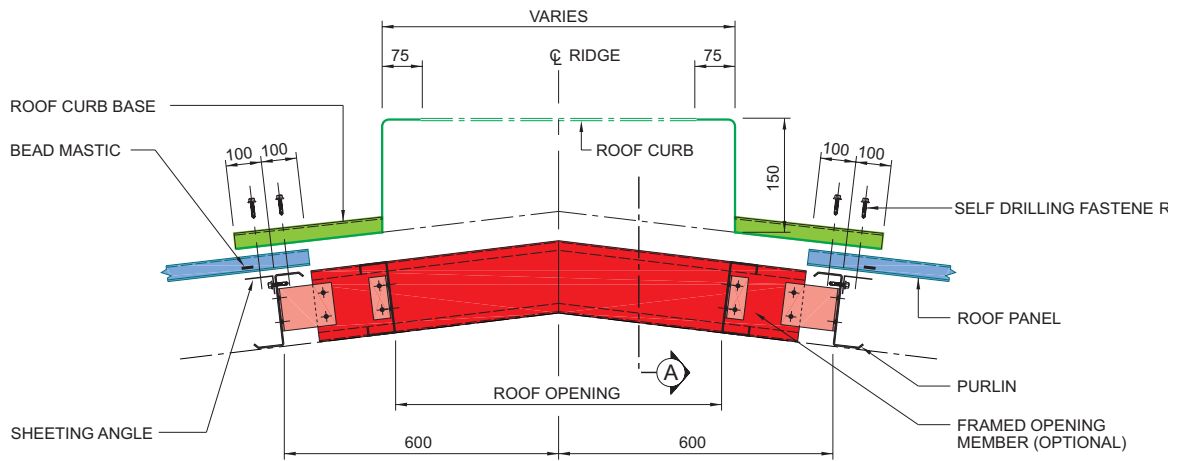 VARIES
75
℄ RIDGE
75
ROOF CURB BASE
BEAD MASTIC
100
100
ROOF CURB
150
100
100
SELF DRILLING FASTENE R
ROOF PANEL
A
PURLIN
ROOF OPENING
SHEETING ANGLE
600
600
FRAMED OPENING
MEMBER (OPTIONAL)